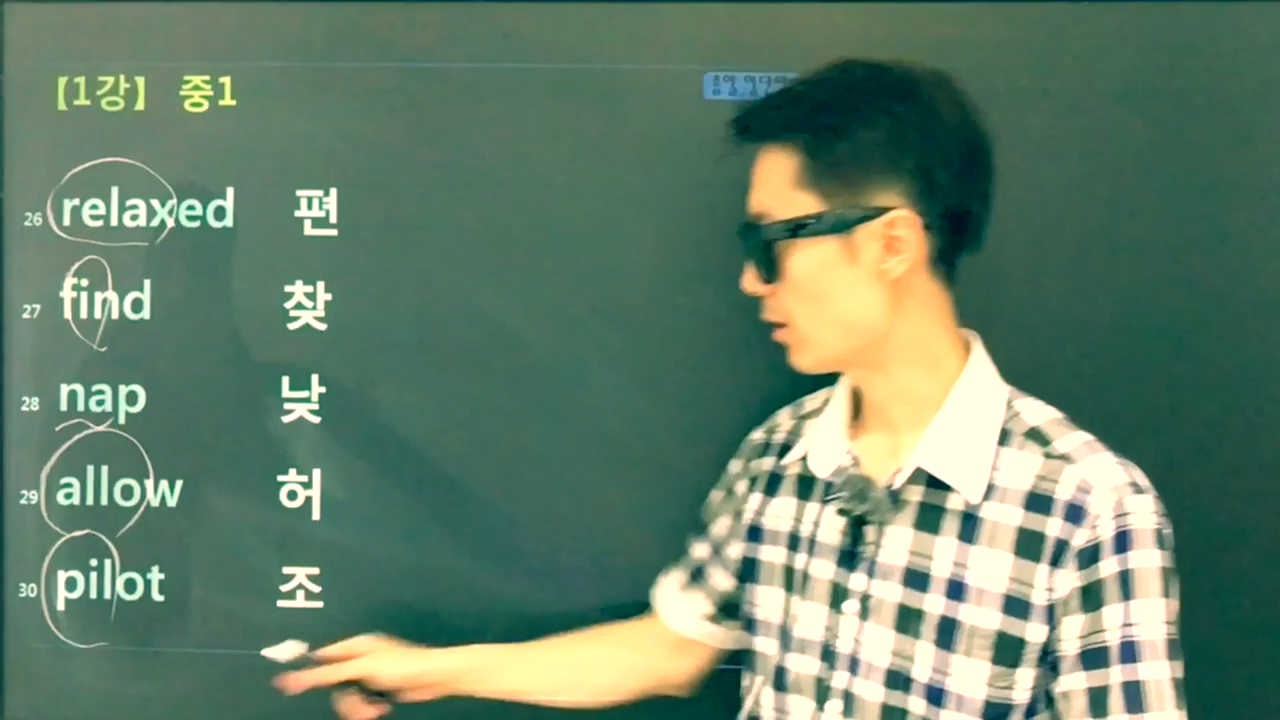 【1강】 중1
26 relaxed 편
27 find 찾
28 nap 낮
29 allow 허
30 pilot 조